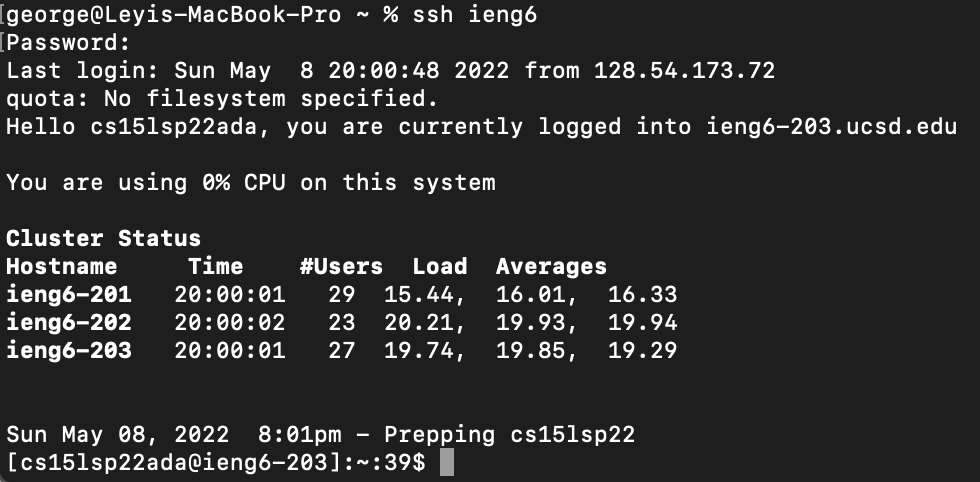 [george@Leyis-MacBook-Pro ~ % ssh ieng6
[Password:
Last login: Sun May  8 20:00:48 2022 from 128.54.173.72
quota: No filesystem specified.
Hello cs15lsp22ada, you are currently logged into ieng6-203.ucsd.edu
You are using 0% CPU on this system
Cluster Status
Hostname     Time    #Users  Load  Averages
ieng6-201   20:00:01   29  15.44,  16.01,  16.33
ieng6-202   20:00:02   23  20.21,  19.93,  19.94
ieng6-203   20:00:01   27  19.74,  19.85,  19.29
Sun May 08, 2022  8:01pm - Prepping cs15lsp22
[cs15lsp22ada@ieng6-203]:~:39$